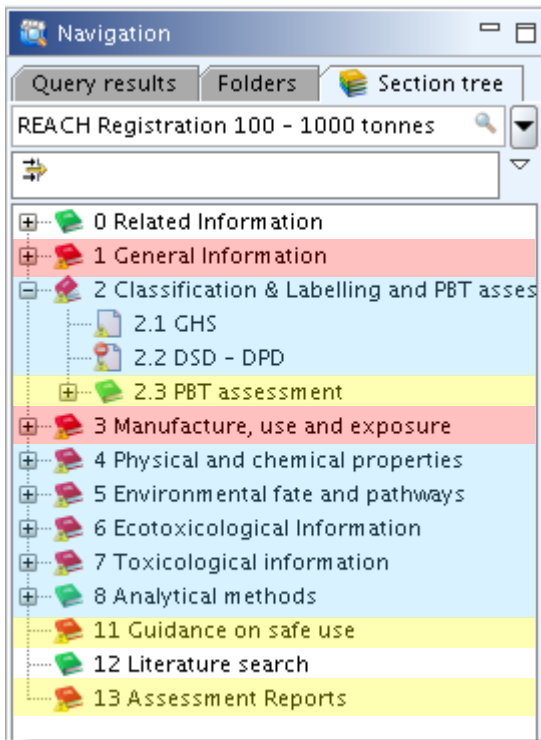 Navigation
Query results Folders Section tree
REACH Registration 100 - 1000 tonnes
0 Related Information
1 General Information
2 Classification & Labelling and PBT asses
2.1 GHS
2.2 DSD - DPD
2.3 PBT assessment
3 Manufacture, use and exposure
4 Physical and chemical properties
5 Environmental fate and pathways
6 Ecotoxicological Information
7 Toxicological information
8 Analytical methods
11 Guidance on safe use
12 Literature search
13 Assessment Reports